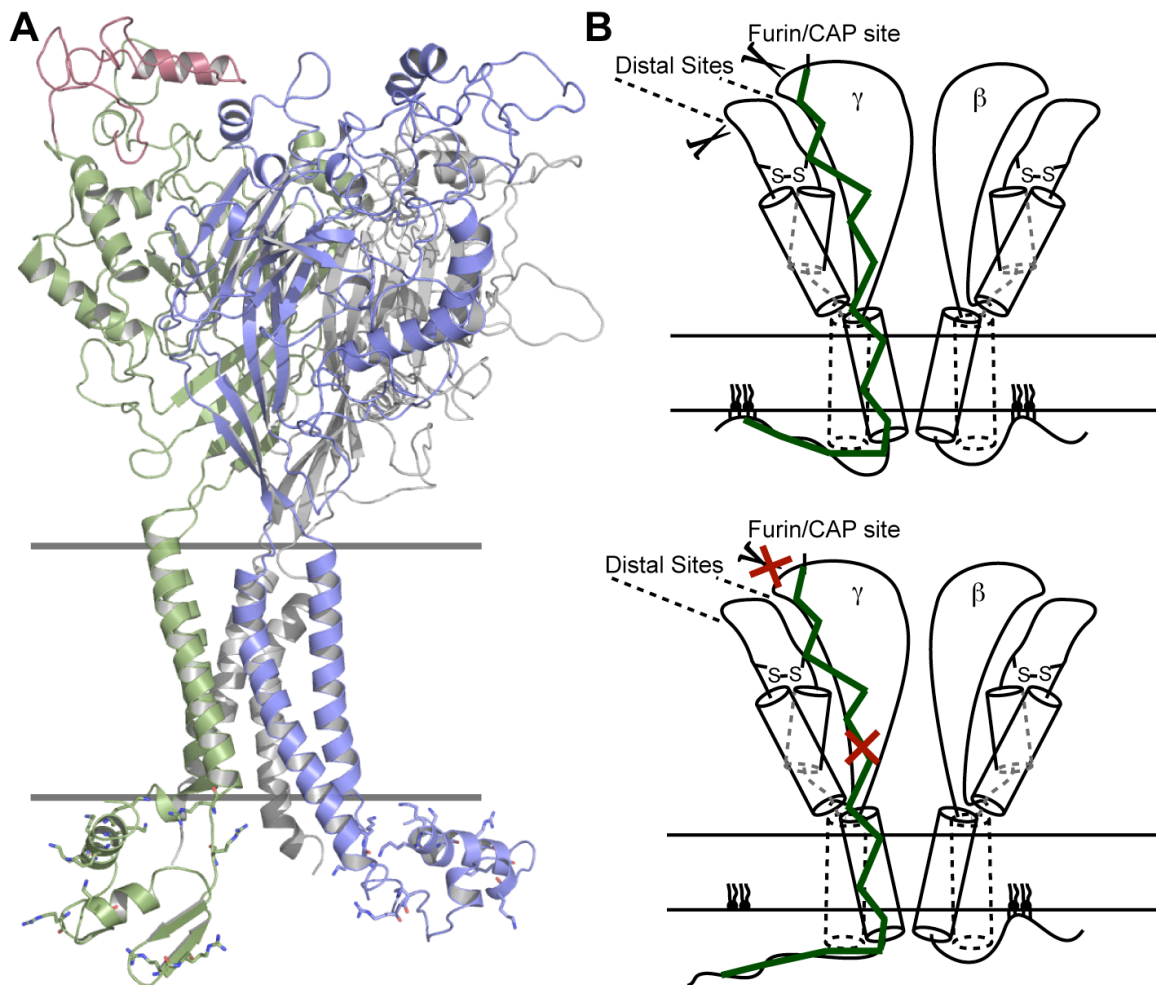 A
B
Furin/CAP site
Distal Sites
γ
β
S-S
S-S
Furin/CAP site
Distal Sites
γ
β
S-S
S-S